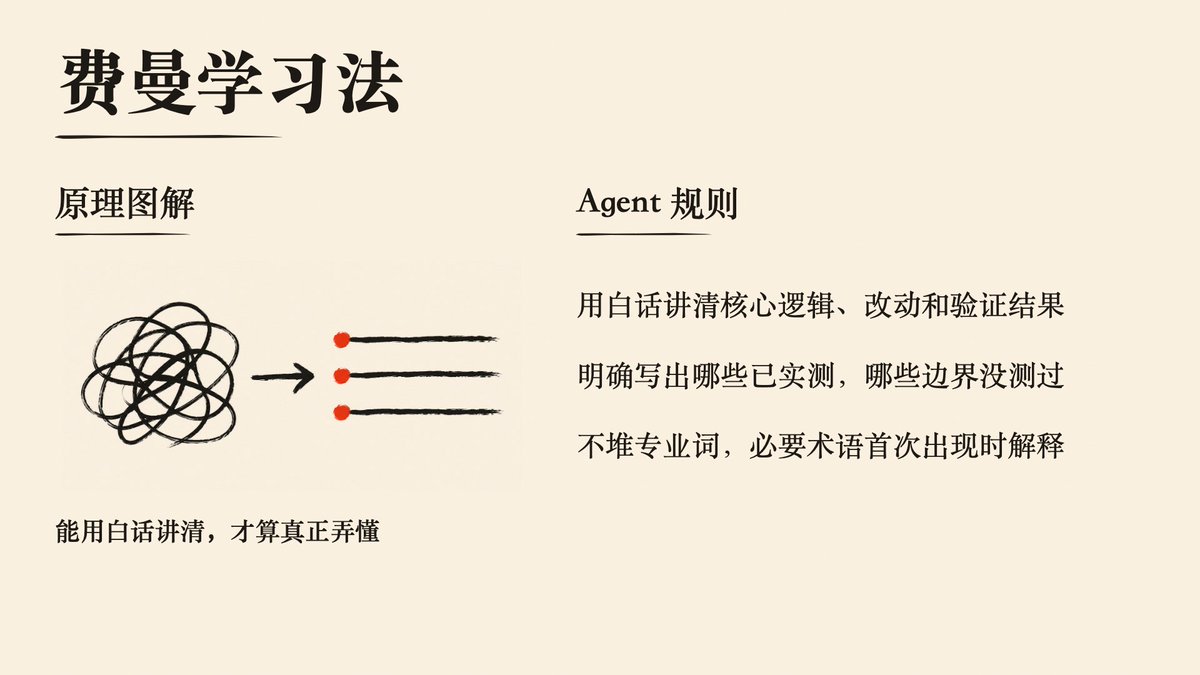 费曼学习法
原理图解
能用白话讲清，才算真正弄懂
Agent 规则
用白话讲清核心逻辑、改动和验证结果
明确写出哪些已实测，哪些边界没测过
不堆专业词，必要术语首次出现时解释